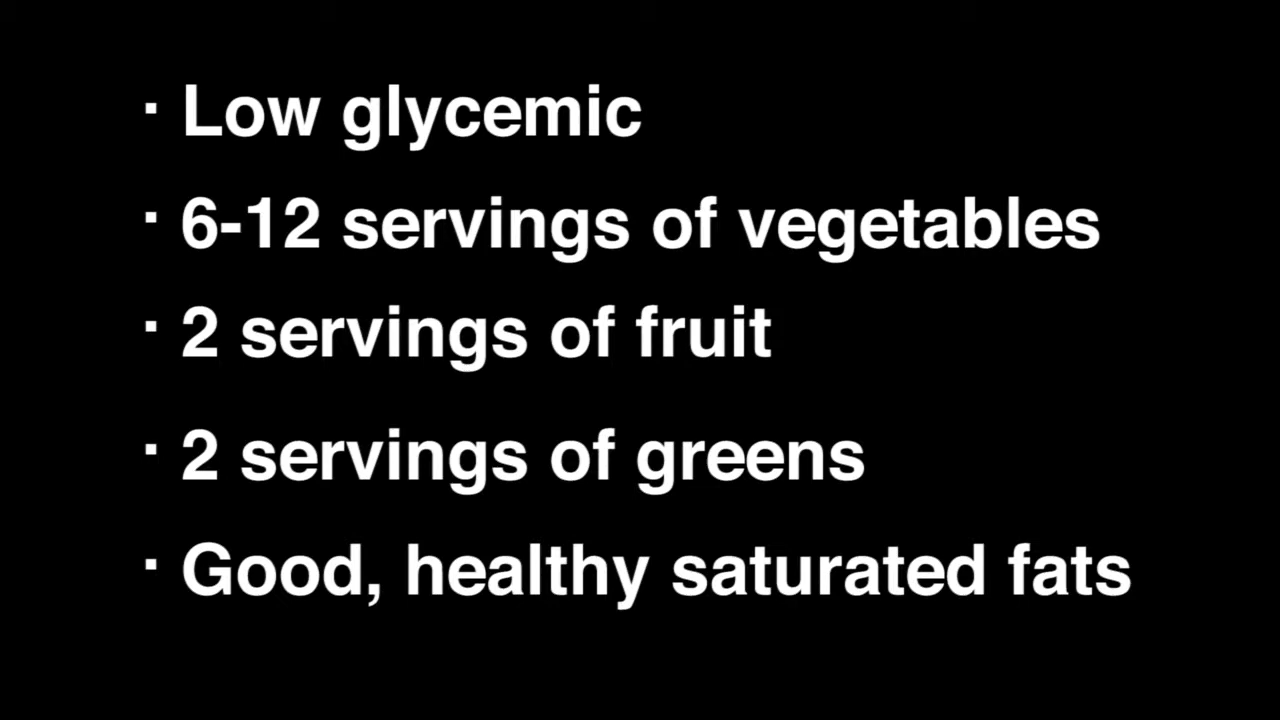 · Low glycemic
· 6-12 servings of vegetables
· 2 servings of fruit
· 2 servings of greens
· Good, healthy saturated fats